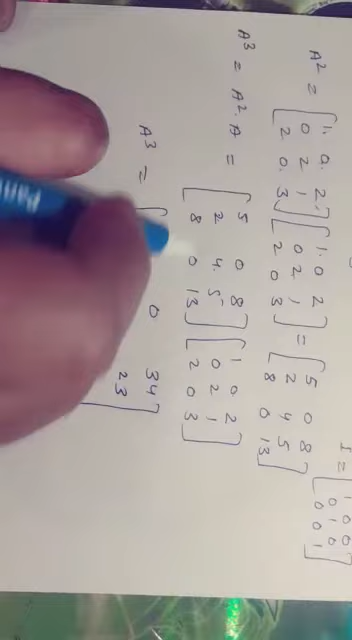 I = [1 0 0
0 1 0
0 0 1]
A² = [1. 0. 2.] [1. 0 2] = [5 0 8
0 2 1 0 2 1 2 4 5
2 0. 3 2 0 3 8 0 13]
A³ = A². A = [5 0 8] [1 0 2
2 4. 5 0 2 1
8 0 13 2 0 3]
A³ = [ 0 34
23 ]